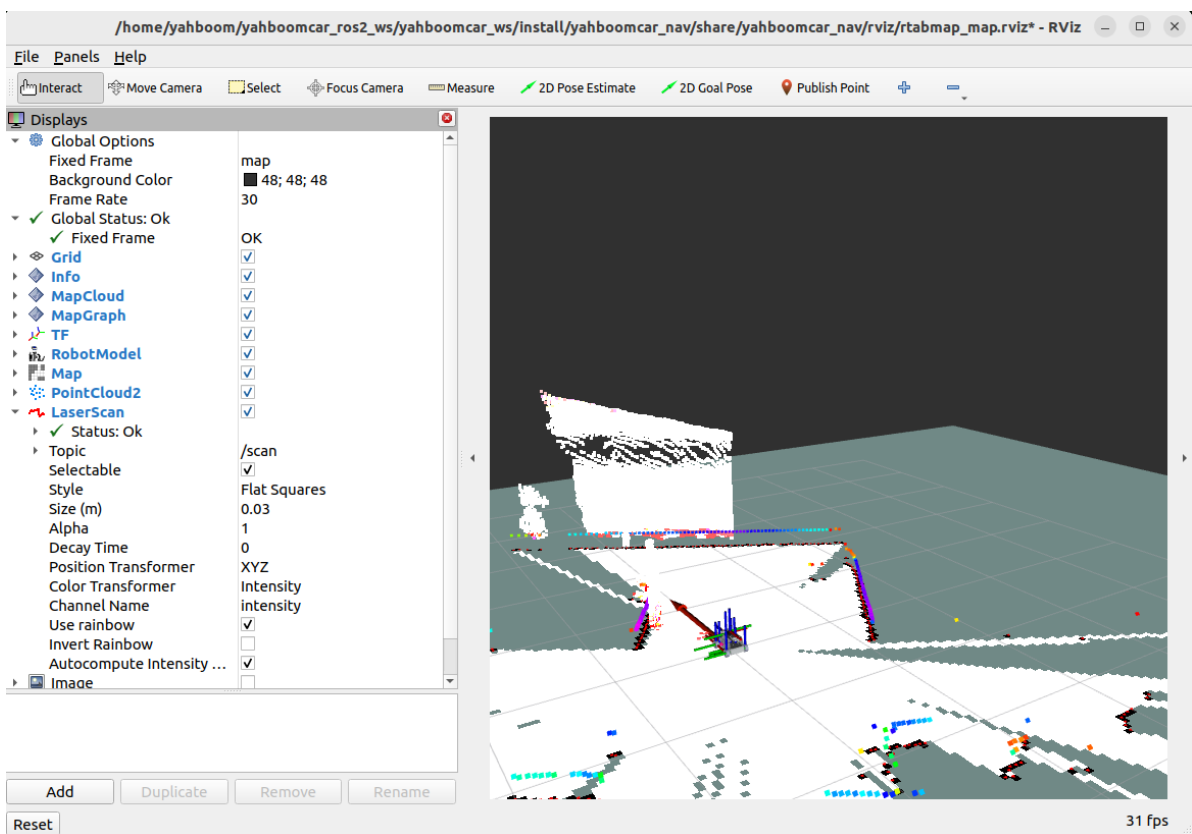 /home/yahboom/yahboomcar_ros2_ws/yahboomcar_ws/install/yahboomcar_nav/share/yahboomcar_nav/rviz/rtabmap_map.rviz* - RViz
File Panels Help
Interact Move Camera Select Focus Camera Measure 2D Pose Estimate 2D Goal Pose Publish Point
Displays
Global Options
Fixed Frame map
Background Color 48; 48; 48
Frame Rate 30
Global Status: Ok
Fixed Frame OK
Grid
Info
MapCloud
MapGraph
TF
RobotModel
Map
PointCloud2
LaserScan
Status: Ok
Topic /scan
Selectable
Style Flat Squares
Size (m) 0.03
Alpha 1
Decay Time 0
Position Transformer XYZ
Color Transformer Intensity
Channel Name intensity
Use rainbow
Invert Rainbow
Autocompute Intensity ...
Image
Add Duplicate Remove Rename
Reset 31 fps